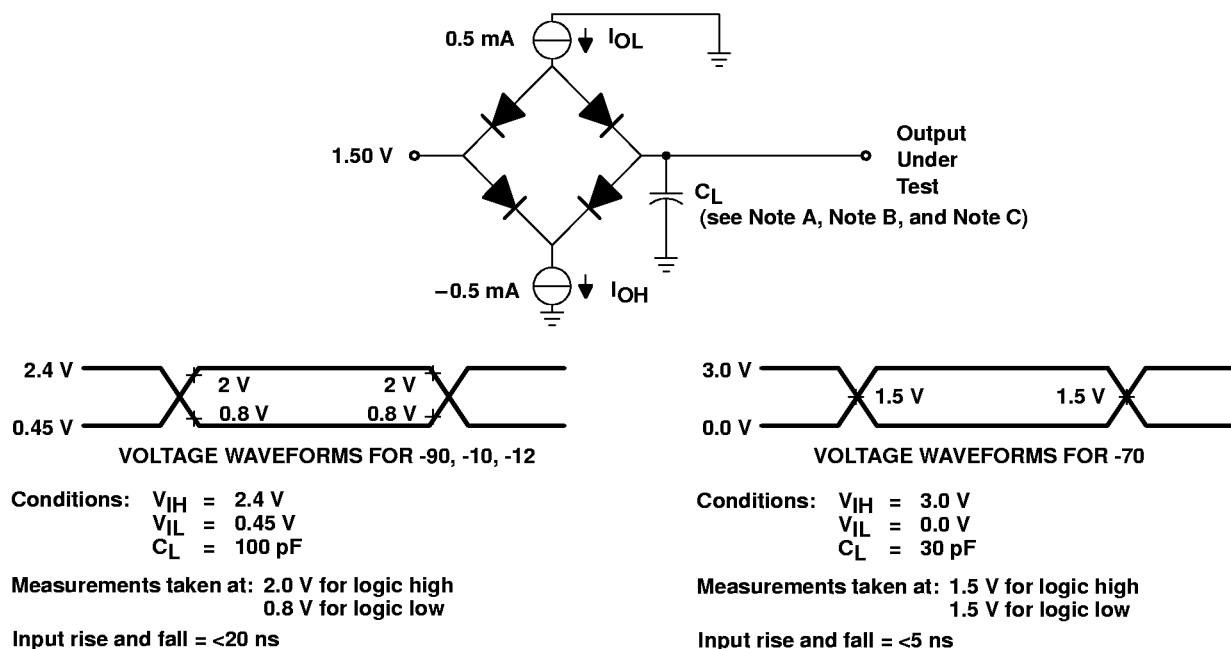 0.5 mA
IOL
1.50 V
Output
Under
Test
CL
(see Note A, Note B, and Note C)
−0.5 mA
IOH
2.4 V
2 V
2 V
0.8 V
0.8 V
0.45 V
VOLTAGE WAVEFORMS FOR -90, -10, -12
Conditions: VIH = 2.4 V
VIL = 0.45 V
CL = 100 pF
Measurements taken at: 2.0 V for logic high
0.8 V for logic low
Input rise and fall = <20 ns
3.0 V
1.5 V
1.5 V
0.0 V
VOLTAGE WAVEFORMS FOR -70
Conditions: VIH = 3.0 V
VIL = 0.0 V
CL = 30 pF
Measurements taken at: 1.5 V for logic high
1.5 V for logic low
Input rise and fall = <5 ns